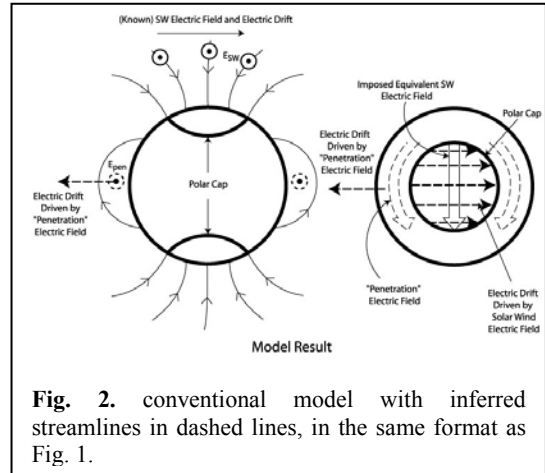 (Known) SW Electric Field and Electric Drift
E_SW
Imposed Equivalent SW
Electric Field
Polar Cap
Electric Drift
Driven by
"Penetration"
Electric Field
E_pen
Polar Cap
Electric Drift
Driven by
"Penetration"
Electric Field
"Penetration"
Electric Field
Electric Drift
Driven by
Solar Wind
Electric Field
Model Result
Fig. 2. conventional model with inferred
streamlines in dashed lines, in the same format as
Fig. 1.